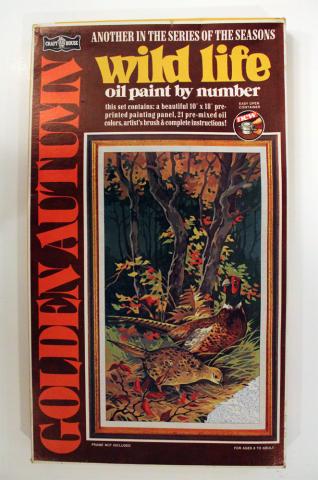 CRAFT HOUSE
ANOTHER IN THE SERIES OF THE SEASONS
wild life
oil paint by number
this set contains: a beautiful 10" x 18" pre-
printed painting panel, 21 pre-mixed oil
colors, artist's brush & complete instructions!
EASY OPEN
CONTAINER
new
GOLDEN AUTUMN
FRAME NOT INCLUDED
FOR AGES 8 TO ADULT